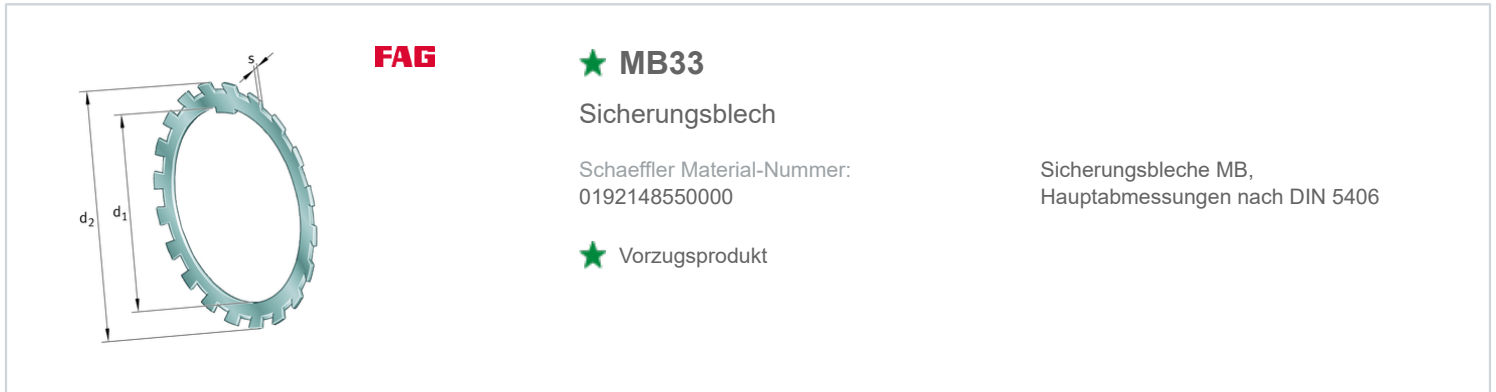 FAG
s
d2
d1
MB33
Sicherungsblech
Schaeffler Material-Nummer:
0192148550000
Sicherungsbleche MB,
Hauptabmessungen nach DIN 5406
Vorzugsprodukt